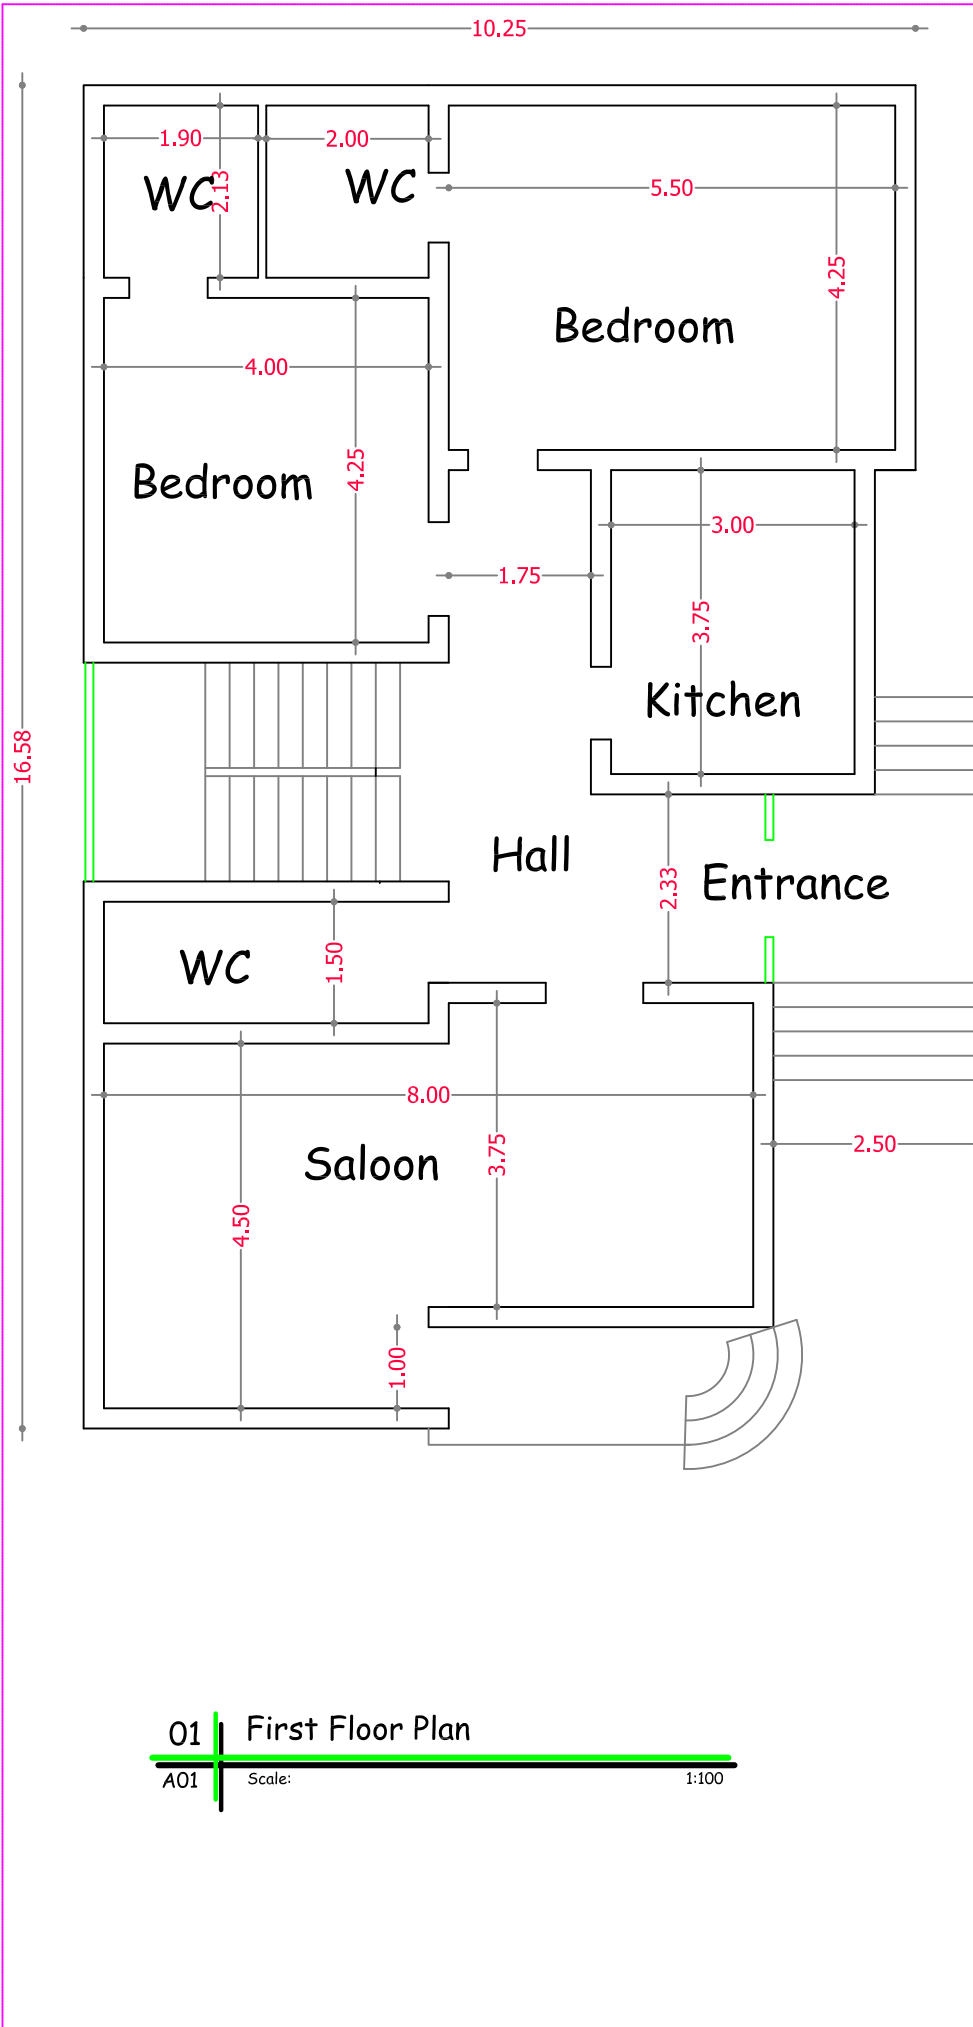 10.25
1.90
2.00
WC
2.13
WC
5.50
4.25
Bedroom
4.00
4.25
Bedroom
3.00
1.75
3.75
Kitchen
16.58
Hall
2.33
Entrance
WC
1.50
8.00
3.75
2.50
Saloon
4.50
1.00
01 First Floor Plan
A01 Scale: 1:100